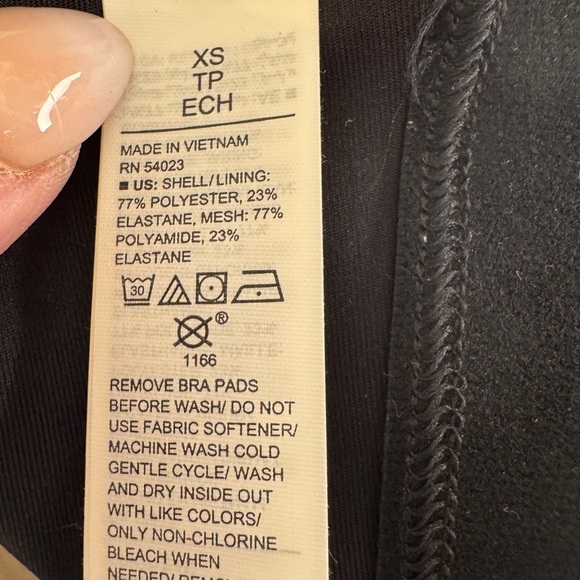 XS
TP
ECH
MADE IN VIETNAM
RN 54023
US: SHELL/LINING:
77% POLYESTER, 23%
ELASTANE, MESH: 77%
POLYAMIDE, 23%
ELASTANE
30
®
1166
REMOVE BRA PADS
BEFORE WASH/ DO NOT
USE FABRIC SOFTENER/
MACHINE WASH COLD
GENTLE CYCLE/ WASH
AND DRY INSIDE OUT
WITH LIKE COLORS/
ONLY NON-CHLORINE
BLEACH WHEN